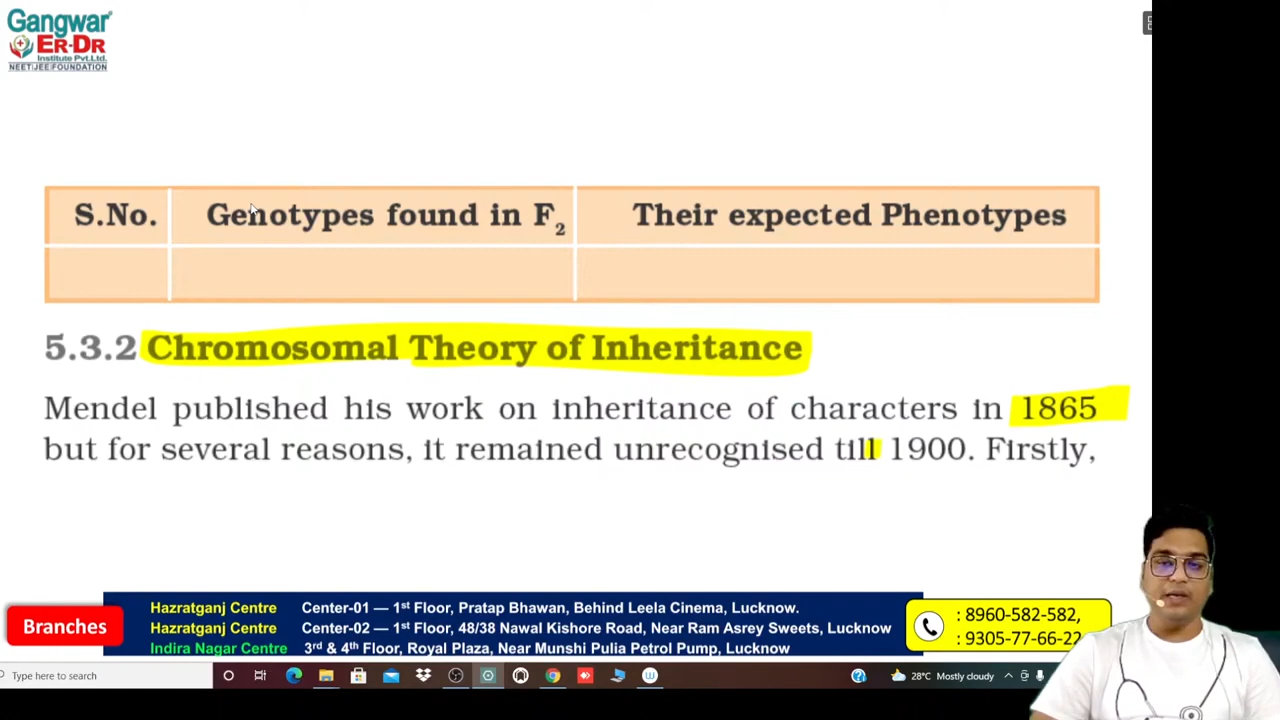 Gangwar
ER-DR
Institute Pvt.Ltd.
NEET|JEE|FOUNDATION
S.No. Genotypes found in F2 Their expected Phenotypes
5.3.2 Chromosomal Theory of Inheritance
Mendel published his work on inheritance of characters in 1865
but for several reasons, it remained unrecognised till 1900. Firstly,
Branches
Hazratganj Centre Center-01 — 1st Floor, Pratap Bhawan, Behind Leela Cinema, Lucknow.
Hazratganj Centre Center-02 — 1st Floor, 48/38 Nawal Kishore Road, Near Ram Asrey Sweets, Lucknow
Indira Nagar Centre 3rd & 4th Floor, Royal Plaza, Near Munshi Pulia Petrol Pump, Lucknow
: 8960-582-582,
: 9305-77-66-22
Type here to search
28°C Mostly cloudy